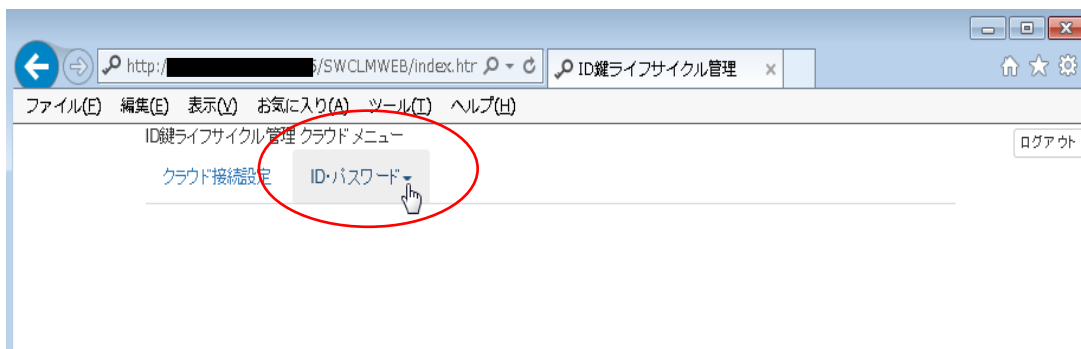 http:/ 5/SWCLMWEB/index.htr ID鍵ライフサイクル管理
ファイル(F) 編集(E) 表示(V) お気に入り(A) ツール(T) ヘルプ(H)
ID鍵ライフサイクル管理 クラウド メニュー
ログアウト
クラウド接続設定 ID・パスワード